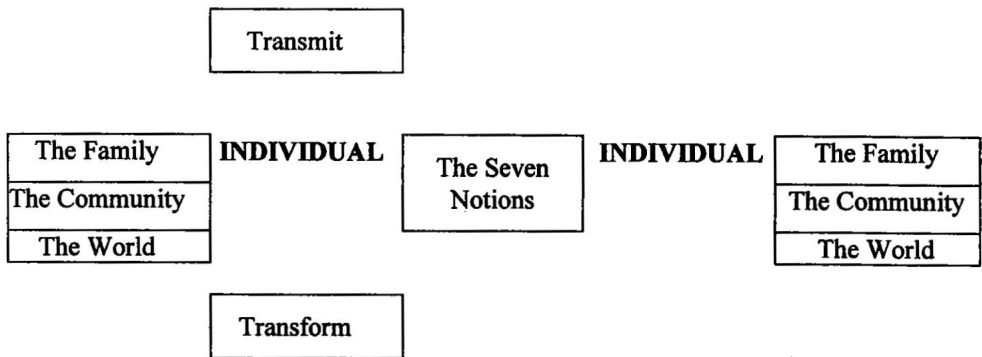 Transmit
The Family
The Community
The World
INDIVIDUAL
The Seven
Notions
INDIVIDUAL
The Family
The Community
The World
Transform